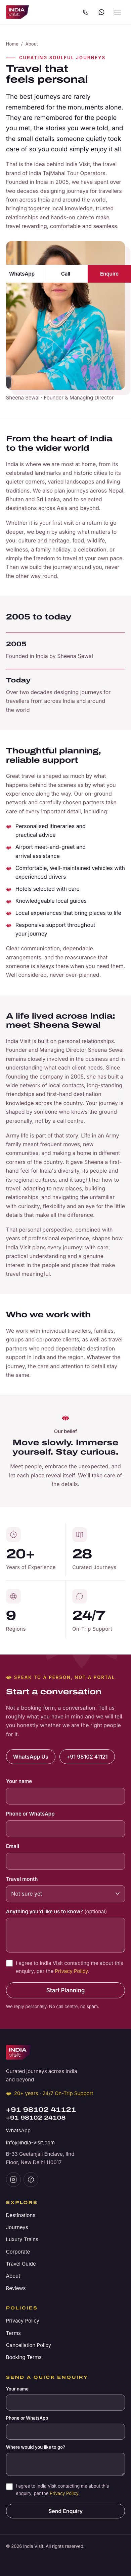 INDIA
VISIT
Home / About
CURATING SOULFUL JOURNEYS
Travel that
feels personal
The best journeys are rarely
remembered for the monuments alone.
They are remembered for the people
you met, the stories you were told, and
the small moments when someone took
care of you so you could simply enjoy it all.
That is the idea behind India Visit, the travel
brand of India TajMahal Tour Operators.
Founded in India in 2005, we have spent over
two decades designing journeys for travellers
from across India and around the world,
bringing together local knowledge, trusted
relationships and hands-on care to make
travel rewarding, comfortable and seamless.
WhatsApp
Call
Enquire
Sheena Sewal · Founder & Managing Director
From the heart of India
to the wider world
India is where we are most at home, from its
great cities and Himalayan landscapes to its
quieter corners, varied landscapes and living
traditions. We also plan journeys across Nepal,
Bhutan and Sri Lanka, and to selected
destinations across Asia and beyond.
Whether it is your first visit or a return to go
deeper, we begin by asking what matters to
you: culture and heritage, food, wildlife,
wellness, a family holiday, a celebration, or
simply the freedom to travel at your own pace.
Then we build the journey around you, never
the other way round.
2005 to today
2005
Founded in India by Sheena Sewal
Today
Over two decades designing journeys for
travellers from across India and around
the world
Thoughtful planning,
reliable support
Great travel is shaped by as much by what
happens before you arrive as by what you
experience along the way. Our on-ground
network and carefully chosen partners take
care of every important detail, including:
Personalised itineraries and
practical advice
Airport meet-and-greet and
arrival assistance
Comfortable, well-maintained vehicles with
experienced drivers
Hotels selected with care
Knowledgeable local guides
Local experiences that bring places to life
Responsive support throughout
your journey
Clear communication, dependable
arrangements, and the reassurance that
someone is always there when you need them.
Well considered, never over-planned.
A life lived across India:
meet Sheena Sewal
India Visit is built on personal relationships.
Founder and Managing Director Sheena Sewal
remains closely involved in the company,
understanding what each client wants and
what the business should stand for. Since
establishing the company in 2005, she has
built a wide network of local contacts, long-standing
friendships and first-hand destination
knowledge across the country. Your journey is
shaped by someone who knows the ground
personally, not by a call centre.
Army life is part of that story. Life in an Army
family meant frequent moves, new
communities, and making a home in different
corners of the country. It gave Sheena a first-
hand appreciation of how diverse India really
is, from people and everyday life to regional
cultures, and it taught her to adapt when
travel to new places, building
relationships, and navigating the unfamiliar
with curiosity, flexibility and an eye for the little
details that make all the difference.
That personal perspective, combined with
years of professional experience, shapes how
India Visit plans every journey: with care,
practical understanding and a genuine
interest in the people and places that make
travel meaningful.
Who we work with
We work with individual travellers, families,
groups and corporates, as well as travel trade
partners who need dependable destination
support in India and the region. Whatever the
journey, the care and attention to detail stay
the same.
Our belief
Move slowly. Immerse
yourself. Stay curious.
Meet people, embrace the unexpected, and
let each place reveal itself. We'll take care of
the details.
20+
Years of Experience
28
Curated Journeys
9
Regions
24/7
On-Trip Support
SPEAK TO A PERSON, NOT A PORTAL
Start a conversation
Not a booking form, a conversation. Tell us
roughly what you have in mind and we will tell
you honestly whether we are the right people
for it.
WhatsApp Us
+91 98102 41121
Your name
Phone or WhatsApp
Email
Travel month
Not sure yet
Anything you'd like us to know? (optional)
I agree to India Visit contacting me about this
enquiry, per the Privacy Policy.
Start Planning
We reply personally. No call centre, no spam.
INDIA
VISIT
Curated journeys across India
and beyond
20+ years · 24/7 On-Trip Support
+91 98102 41121
+91 98102 24108
WhatsApp
info@india-visit.com
B-33 Geetanjali Enclave, IInd
Floor, New Delhi 110017
EXPLORE
Destinations
Journeys
Luxury Trains
Corporate
Travel Guide
About
Reviews
POLICIES
Privacy Policy
Terms
Cancellation Policy
Booking Terms
SEND A QUICK ENQUIRY
Your name
Phone or WhatsApp
Where would you like to go?
I agree to India Visit contacting me about this
enquiry, per the Privacy Policy.
Send Enquiry
© 2026 India Visit. All rights reserved.